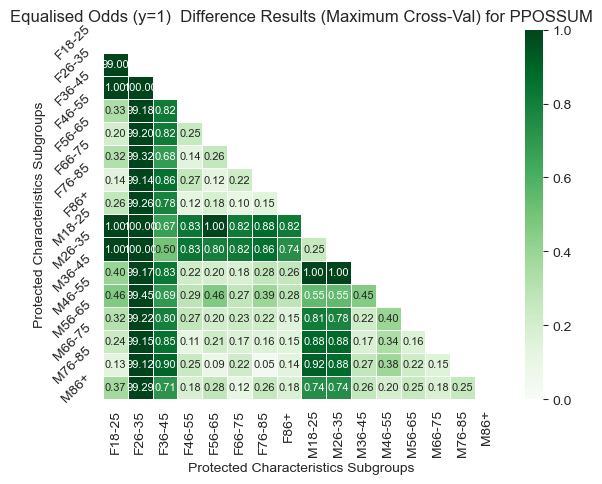 Equalised Odds (y=1)  Difference Results (Maximum Cross-Val) for PPOSSUM
F18-25
F26-35 99.00
F36-45 1.00 100.00
F46-55 0.33 99.18 0.82
F56-65 0.20 99.20 0.82 0.25
F66-75 0.32 99.32 0.68 0.14 0.26
F76-85 0.14 99.14 0.86 0.27 0.12 0.22
F86+ 0.26 99.26 0.78 0.12 0.18 0.10 0.15
M18-25 1.00 100.00 0.67 0.83 1.00 0.82 0.88 0.82
M26-35 1.00 100.00 0.50 0.83 0.80 0.82 0.86 0.74 0.25
M36-45 0.40 99.17 0.83 0.22 0.20 0.18 0.28 0.26 1.00 1.00
M46-55 0.46 99.45 0.69 0.29 0.46 0.27 0.39 0.28 0.55 0.55 0.45
M56-65 0.32 99.22 0.80 0.27 0.20 0.23 0.22 0.15 0.81 0.78 0.22 0.40
M66-75 0.24 99.15 0.85 0.11 0.21 0.17 0.16 0.15 0.88 0.88 0.17 0.34 0.16
M76-85 0.13 99.12 0.90 0.25 0.09 0.22 0.05 0.14 0.92 0.88 0.27 0.38 0.22 0.15
M86+ 0.37 99.29 0.71 0.18 0.28 0.12 0.26 0.18 0.74 0.74 0.26 0.20 0.25 0.18 0.25
Protected Characteristics Subgroups
F18-25 F26-35 F36-45 F46-55 F56-65 F66-75 F76-85 F86+ M18-25 M26-35 M36-45 M46-55 M56-65 M66-75 M76-85 M86+
Protected Characteristics Subgroups
1.0
0.8
0.6
0.4
0.2
0.0